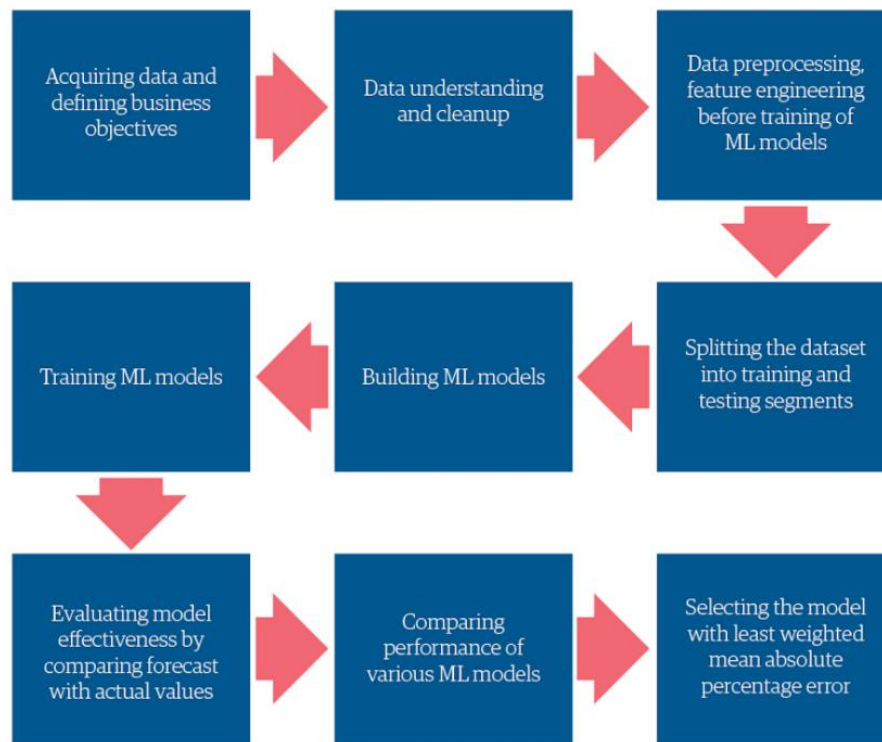 Acquiring data and
defining business
objectives
Data understanding
and cleanup
Data preprocessing,
feature engineering
before training of
ML models
Splitting the dataset
into training and
testing segments
Building ML models
Training ML models
Evaluating model
effectiveness by
comparing forecast
with actual values
Comparing
performance of
various ML models
Selecting the model
with least weighted
mean absolute
percentage error